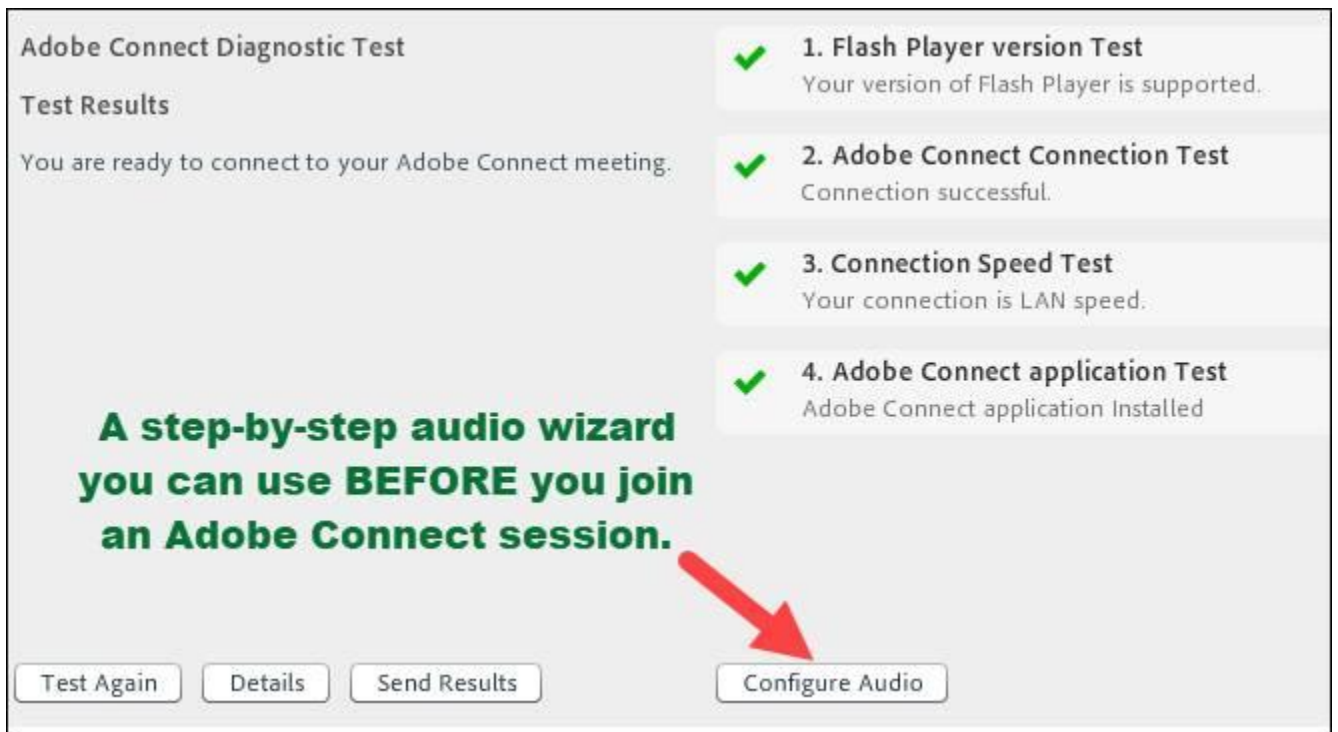 Adobe Connect Diagnostic Test
Test Results
You are ready to connect to your Adobe Connect meeting.
1. Flash Player version Test
Your version of Flash Player is supported.
2. Adobe Connect Connection Test
Connection successful.
3. Connection Speed Test
Your connection is LAN speed.
4. Adobe Connect application Test
Adobe Connect application Installed
A step-by-step audio wizard
you can use BEFORE you join
an Adobe Connect session.
Test Again
Details
Send Results
Configure Audio